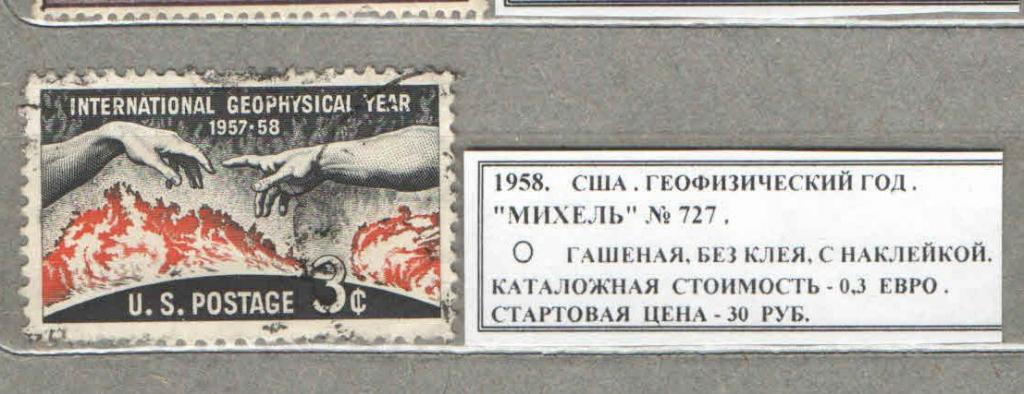 INTERNATIONAL GEOPHYSICAL YEAR
1957-58
U.S. POSTAGE 3¢
1958. США. ГЕОФИЗИЧЕСКИЙ ГОД.
"МИХЕЛЬ" № 727.
О ГАШЕНАЯ, БЕЗ КЛЕЯ, С НАКЛЕЙКОЙ.
КАТАЛОЖНАЯ СТОИМОСТЬ - 0,3 ЕВРО.
СТАРТОВАЯ ЦЕНА - 30 РУБ.